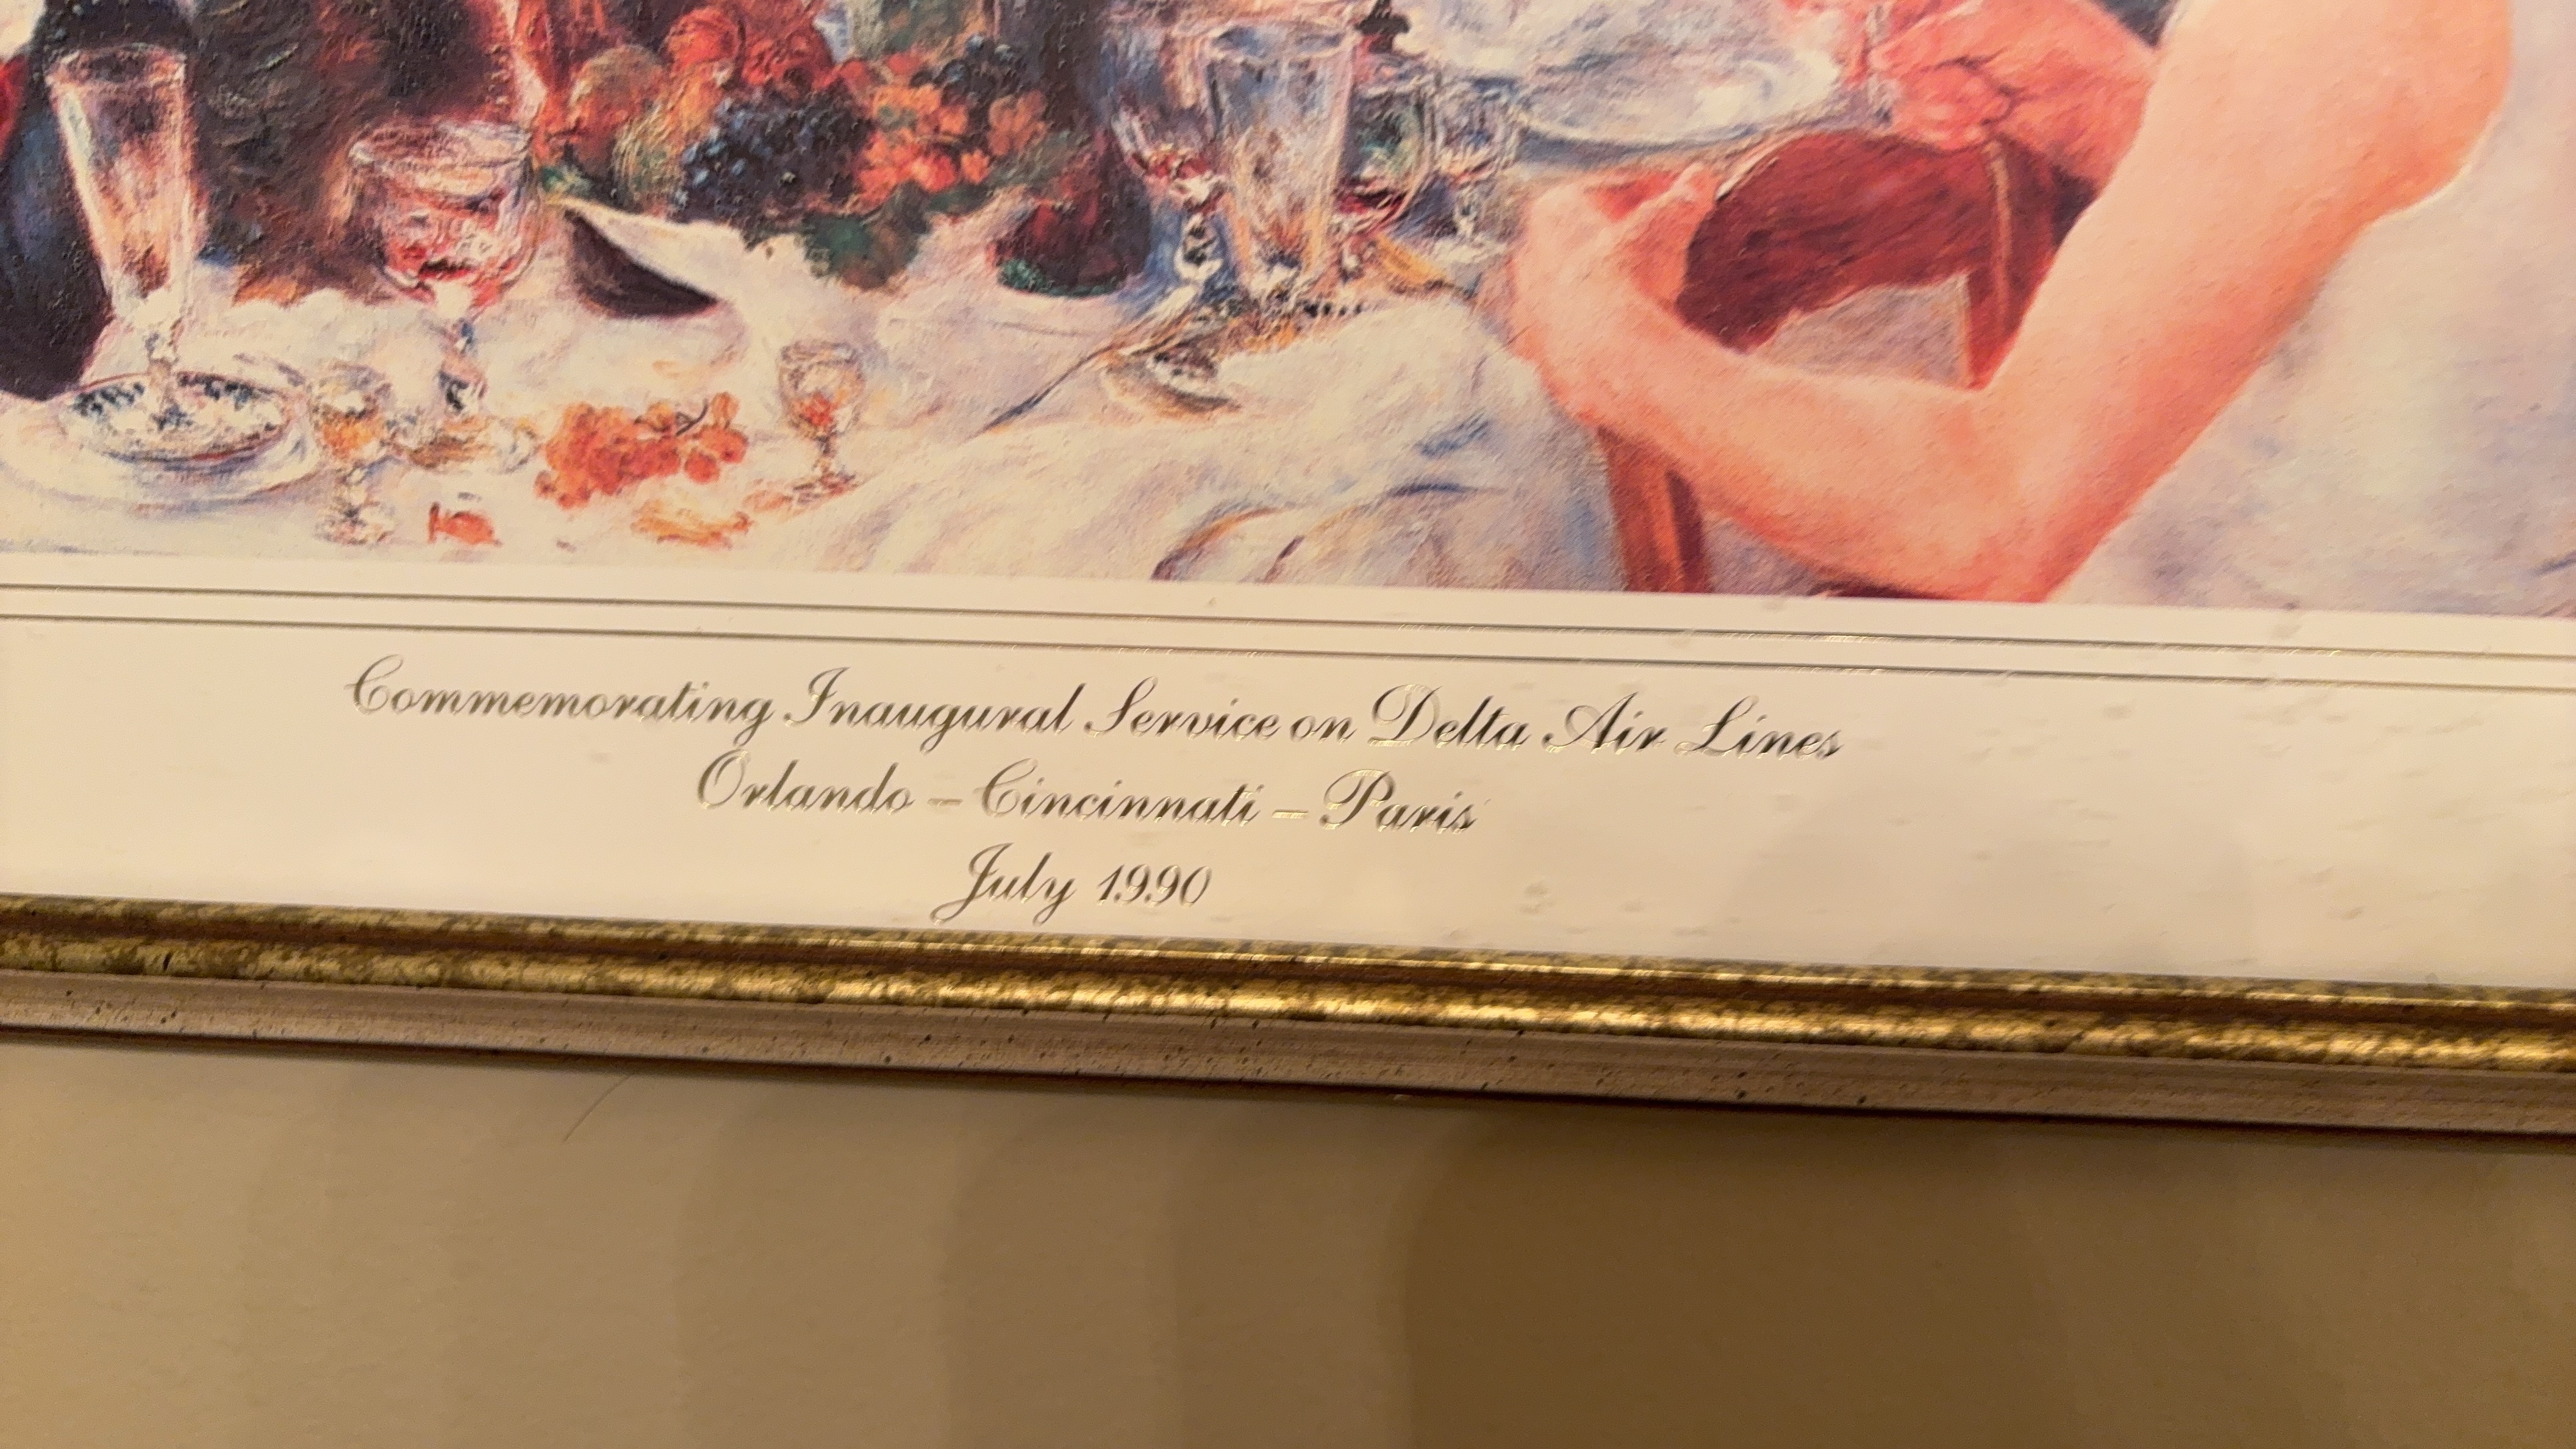 Commemorating Inaugural Service on Delta Air Lines
Orlando – Cincinnati – Paris
July 1990